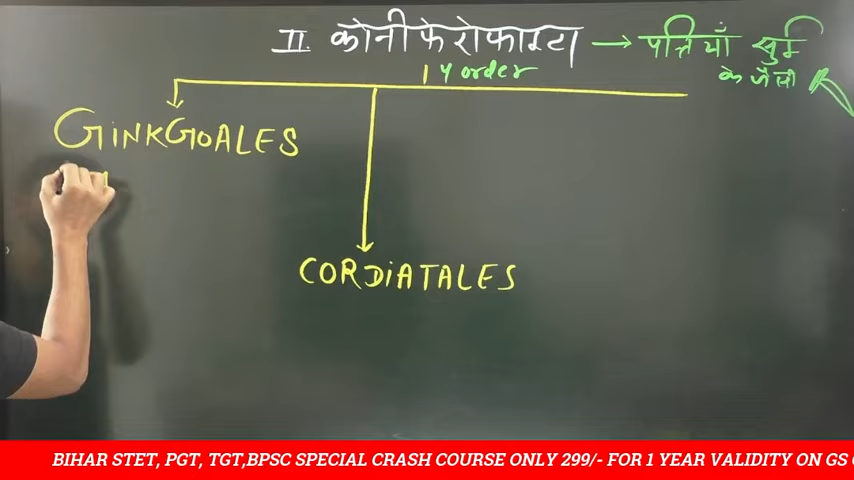 II. कोनीफेरोफाइटा → पत्तियाँ सुई
के जैसी
4 order
GiNKGOALES
CORDiATALES
BIHAR STET, PGT, TGT,BPSC SPECIAL CRASH COURSE ONLY 299/- FOR 1 YEAR VALIDITY ON GS